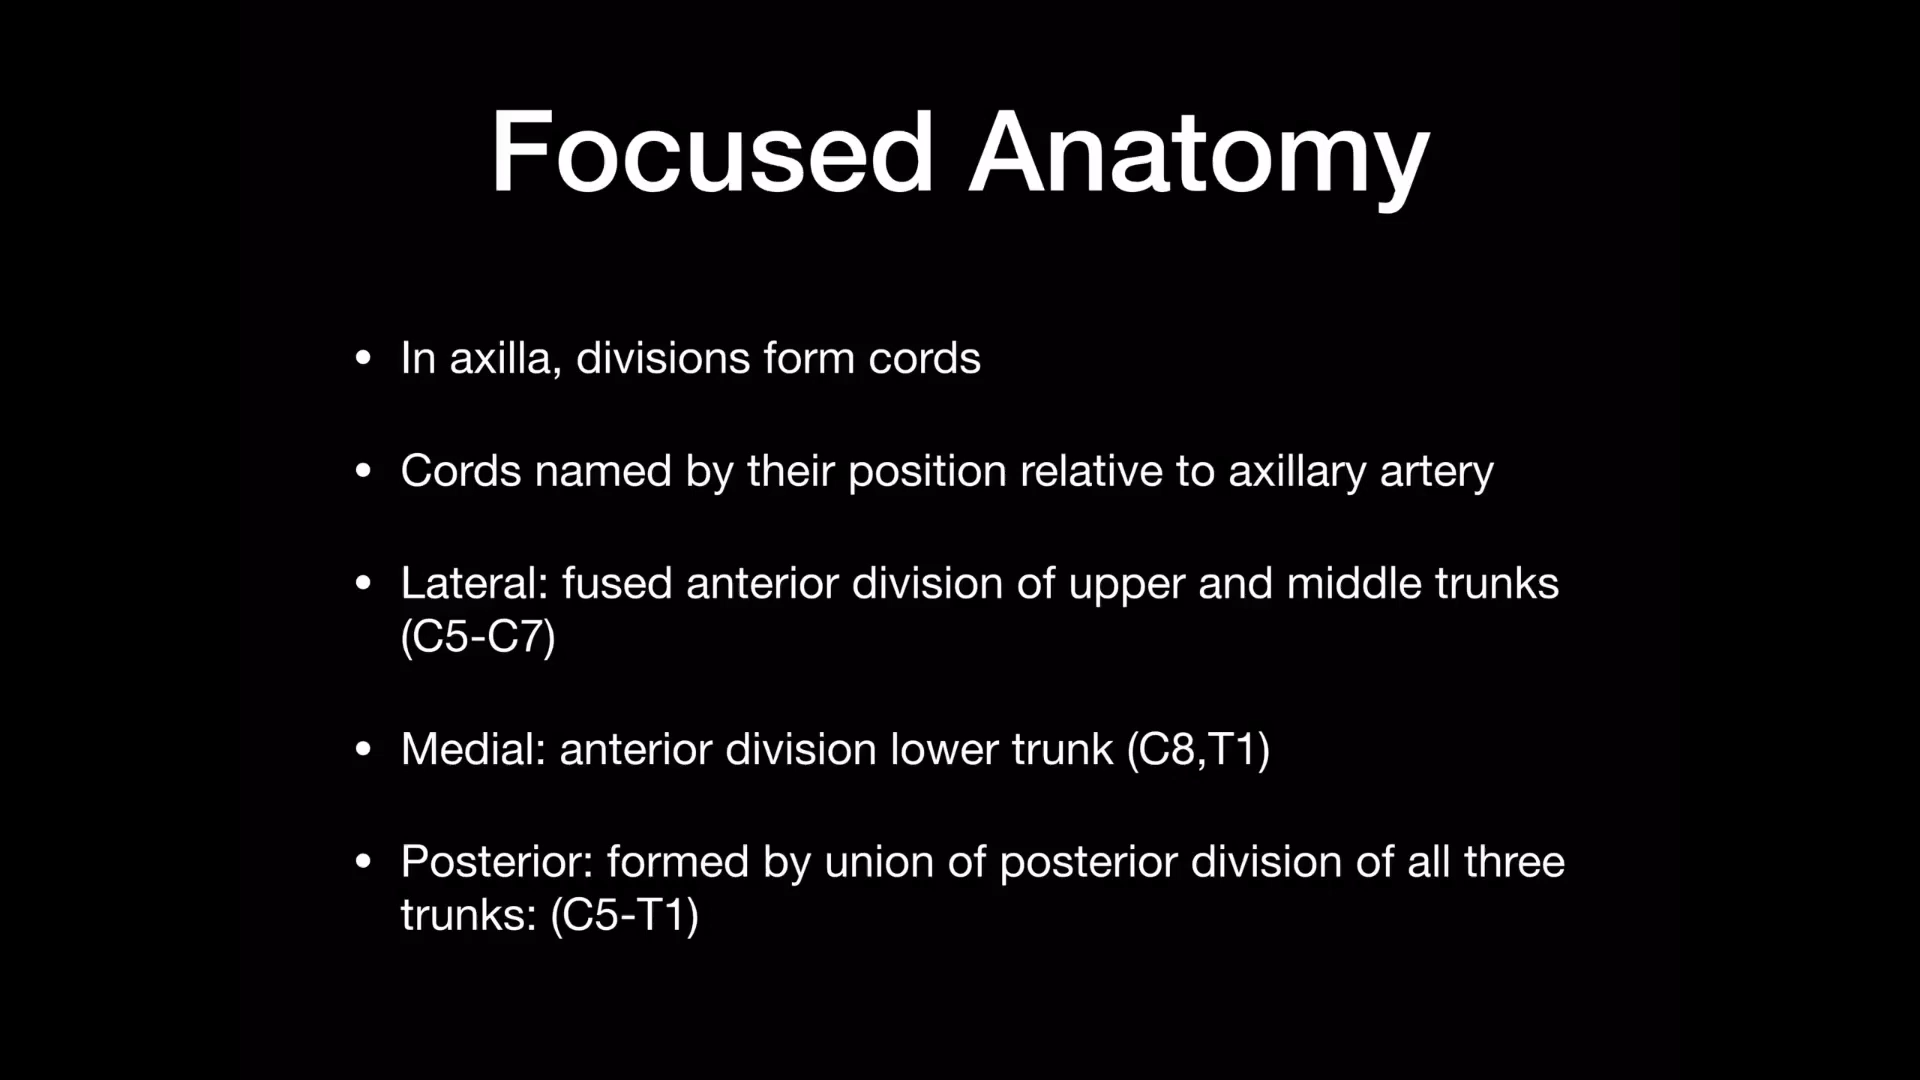 Focused Anatomy
• In axilla, divisions form cords
• Cords named by their position relative to axillary artery
• Lateral: fused anterior division of upper and middle trunks
(C5-C7)
• Medial: anterior division lower trunk (C8,T1)
• Posterior: formed by union of posterior division of all three
trunks: (C5-T1)